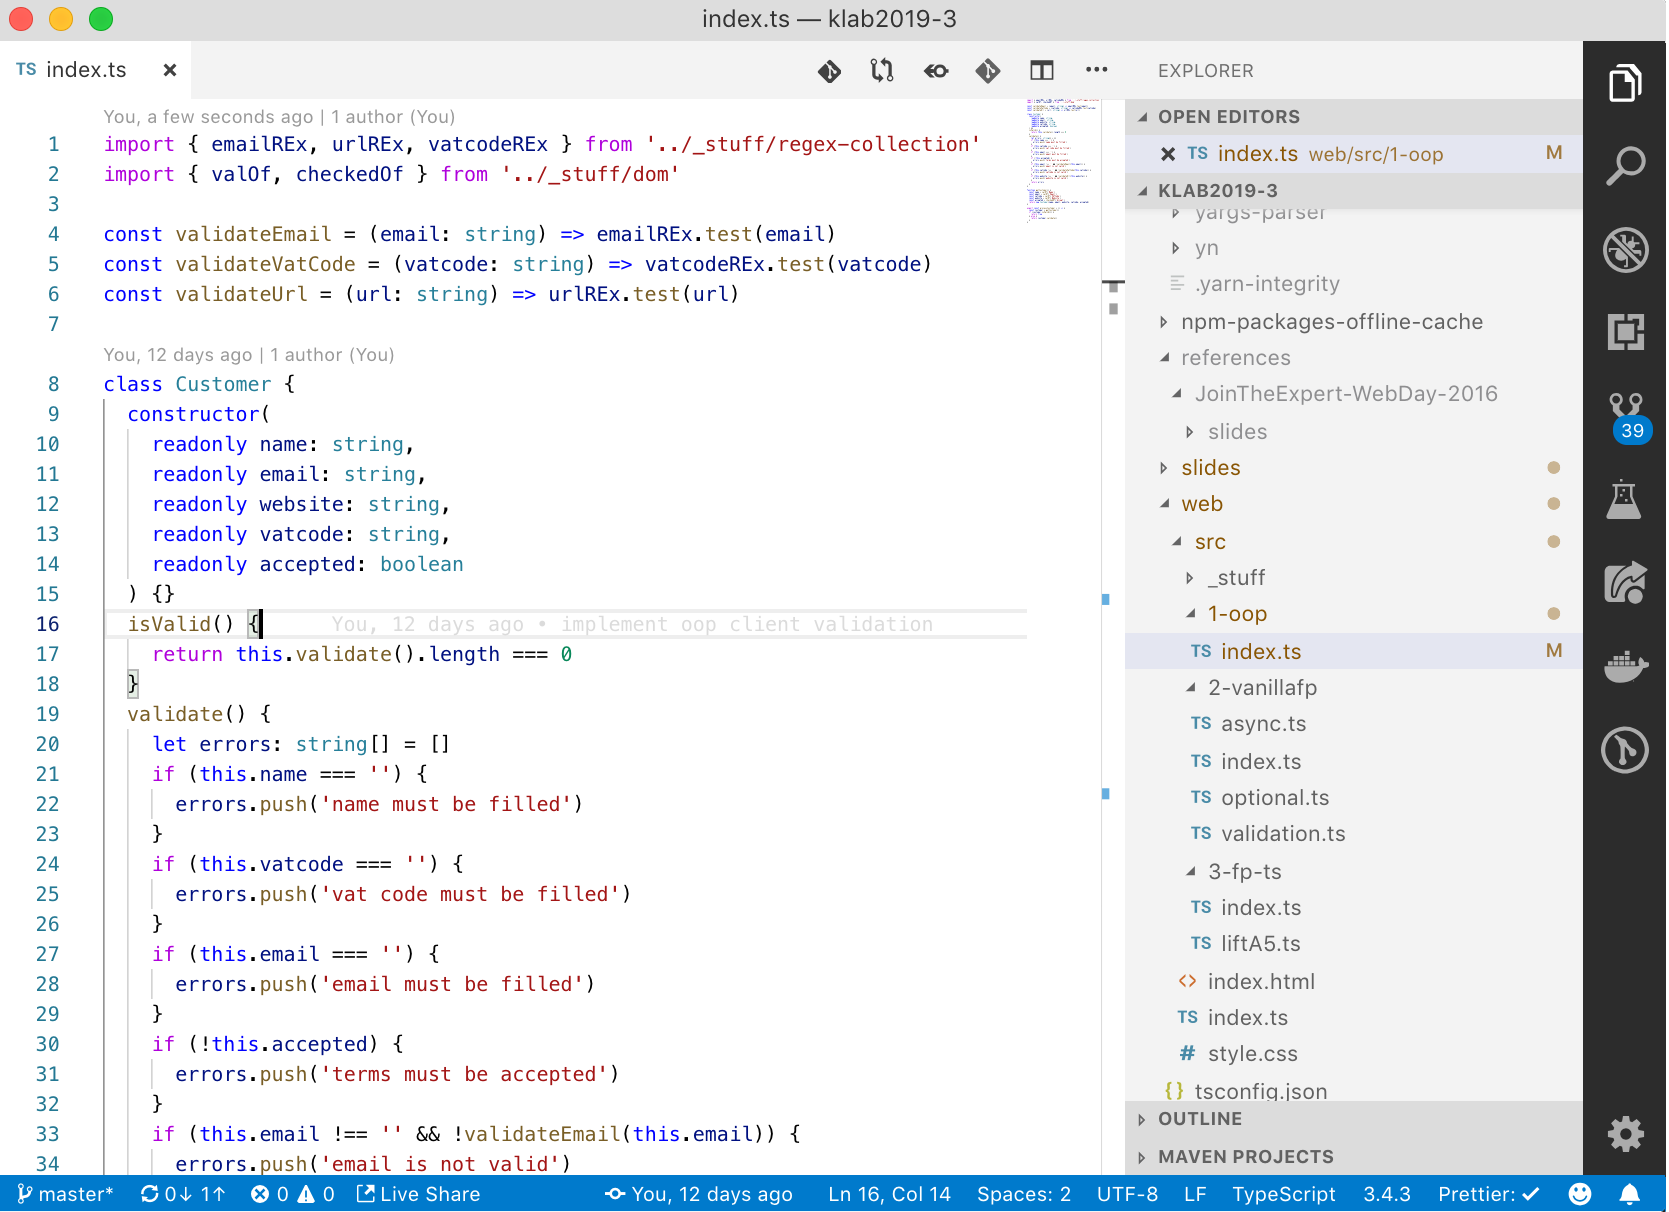 index.ts — klab2019-3
TS index.ts ×
You, a few seconds ago | 1 author (You)
1 import { emailREx, urlREx, vatcodeREx } from '../_stuff/regex-collection'
2 import { valOf, checkedOf } from '../_stuff/dom'
3
4 const validateEmail = (email: string) => emailREx.test(email)
5 const validateVatCode = (vatcode: string) => vatcodeREx.test(vatcode)
6 const validateUrl = (url: string) => urlREx.test(url)
7
You, 12 days ago | 1 author (You)
8 class Customer {
9 constructor(
10 readonly name: string,
11 readonly email: string,
12 readonly website: string,
13 readonly vatcode: string,
14 readonly accepted: boolean
15 ) {}
16 isValid() { You, 12 days ago • implement oop client validation
17 return this.validate().length === 0
18 }
19 validate() {
20 let errors: string[] = []
21 if (this.name === '') {
22 errors.push('name must be filled')
23 }
24 if (this.vatcode === '') {
25 errors.push('vat code must be filled')
26 }
27 if (this.email === '') {
28 errors.push('email must be filled')
29 }
30 if (!this.accepted) {
31 errors.push('terms must be accepted')
32 }
33 if (this.email !== '' && !validateEmail(this.email)) {
34 errors.push('email is not valid')
EXPLORER
OPEN EDITORS
× TS index.ts web/src/1-oop M
KLAB2019-3
yargs-parser
yn
.yarn-integrity
npm-packages-offline-cache
references
JoinTheExpert-WebDay-2016
slides
slides
web
src
_stuff
1-oop
TS index.ts M
2-vanillafp
TS async.ts
TS index.ts
TS optional.ts
TS validation.ts
3-fp-ts
TS index.ts
TS liftA5.ts
<> index.html
TS index.ts
# style.css
{} tsconfig.json
OUTLINE
MAVEN PROJECTS
39
master* 0↓ 1↑ 0 0 Live Share You, 12 days ago Ln 16, Col 14 Spaces: 2 UTF-8 LF TypeScript 3.4.3 Prettier: ✓